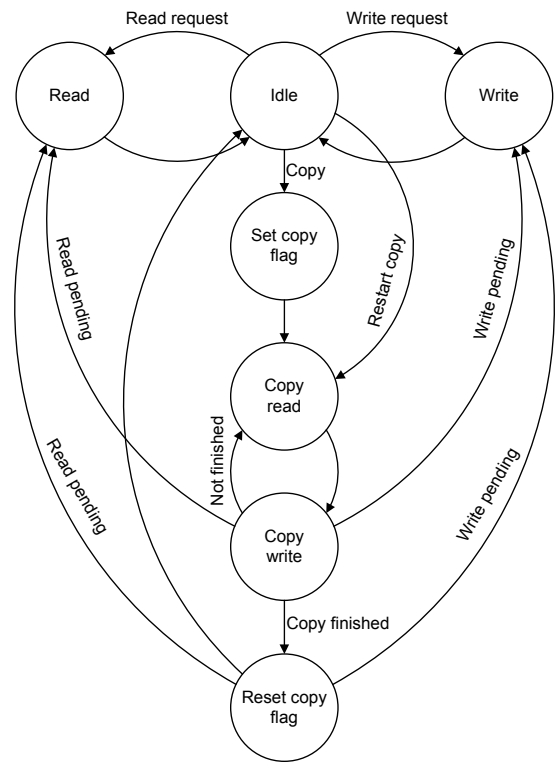 Read request
Write request
Read
Idle
Write
Copy
Set copy
flag
Restart copy
Read pending
Write pending
Copy
read
Not finished
Read pending
Write pending
Copy
write
Copy finished
Reset copy
flag